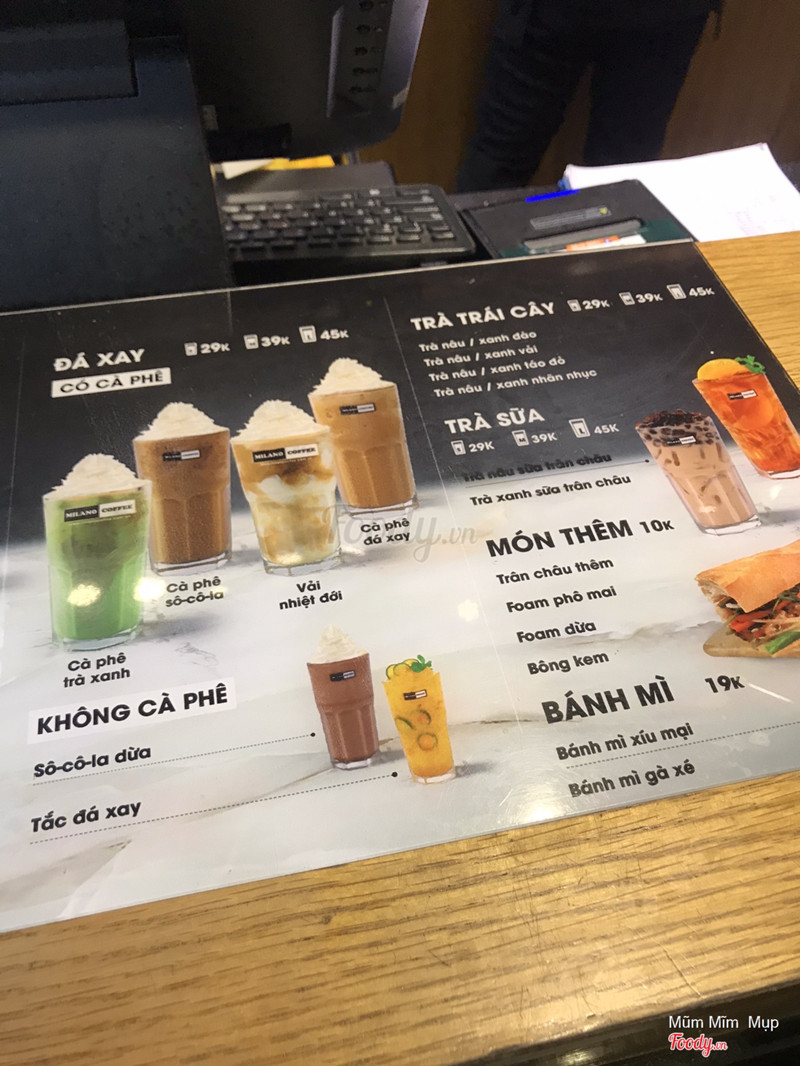 ĐÁ XAY 29K 39K 45K
CÓ CÀ PHÊ
MILANO COFFEE
MILANO COFFEE
Cà phê
trà xanh
Cà phê
sô-cô-la
Vải
nhiệt đới
Cà phê
đá xay
KHÔNG CÀ PHÊ
Sô-cô-la dừa
Tắc đá xay
TRÀ TRÁI CÂY 29K 39K 45K
Trà nâu / xanh đào
Trà nâu / xanh vải
Trà nâu / xanh táo đỏ
Trà nâu / xanh nhãn nhục
TRÀ SỮA
29K 39K 45K
Trà nâu sữa trân châu
Trà xanh sữa trân châu
MÓN THÊM 10K
Trân châu thêm
Foam phô mai
Foam dừa
Bông kem
BÁNH MÌ 19K
Bánh mì xíu mại
Bánh mì gà xé
Foody.vn
Mũm Mĩm Mụp
Foody.vn